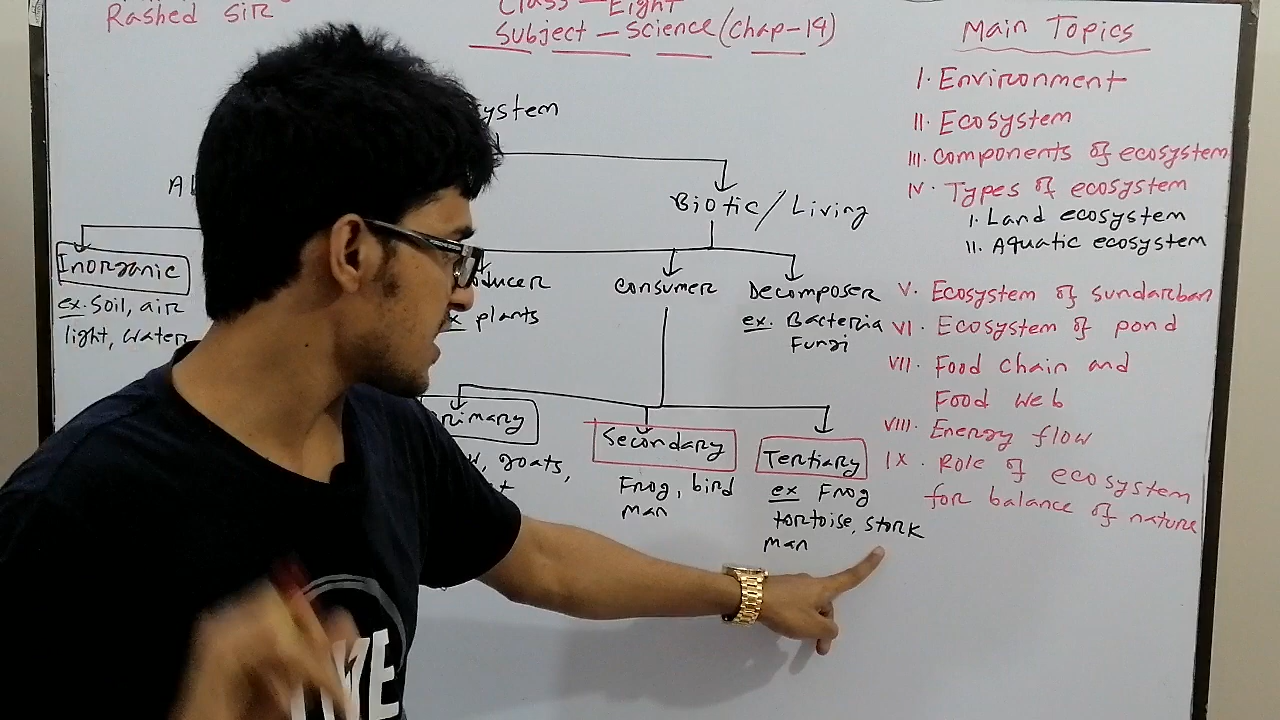 Rashed Sir
Class - Eight
Subject - Science (Chap-14)
Biotic / Living
Inorganic
ex. Soil, air
light, water
plants
Consumer
Decomposer
ex. Bacteria
Fungi
Primary
goats,
Secondary
Frog, bird
man
Tertiary
ex Frog
tortoise, stork
man
Main Topics
I. Environment
II. Ecosystem
III. Components of ecosystem
IV. Types of ecosystem
I. Land ecosystem
II. Aquatic ecosystem
V. Ecosystem of sundarban
VI. Ecosystem of pond
VII. Food Chain and
Food web
VIII. Energy flow
IX. Role of ecosystem
for balance of nature